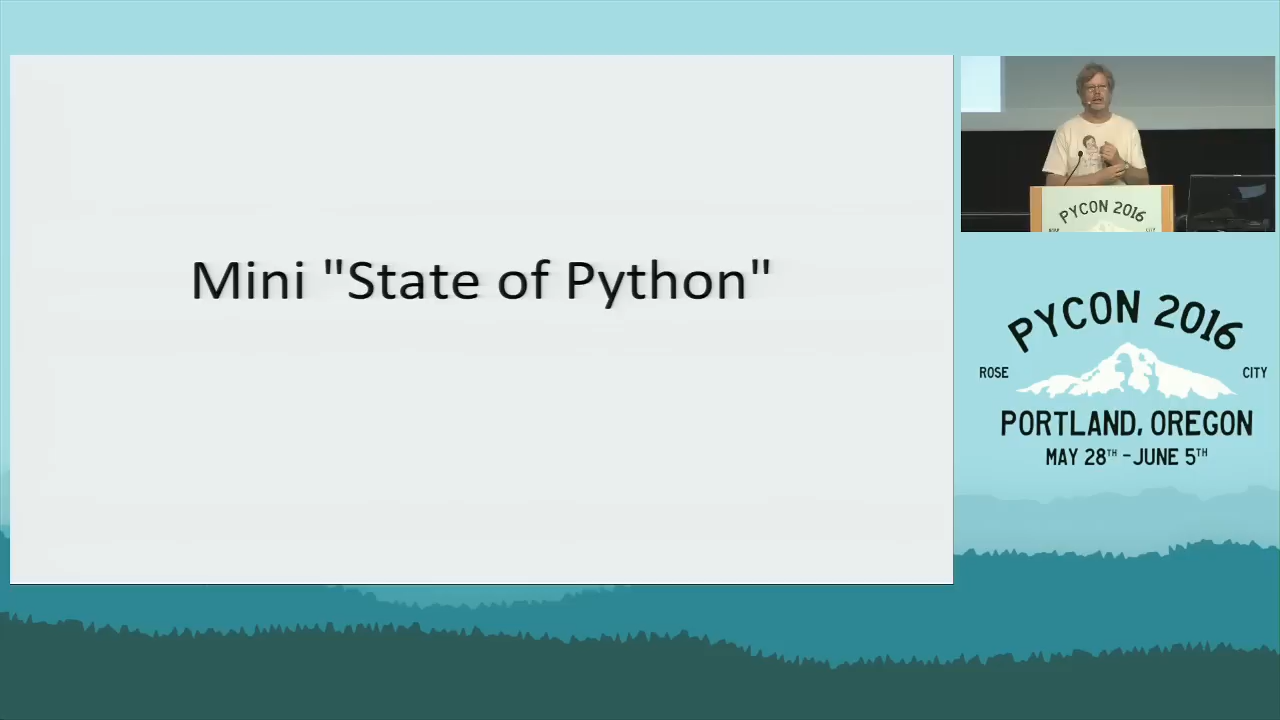 Mini "State of Python"
PYCON 2016
PYCON 2016
ROSE
CITY
PORTLAND, OREGON
MAY 28TH - JUNE 5TH